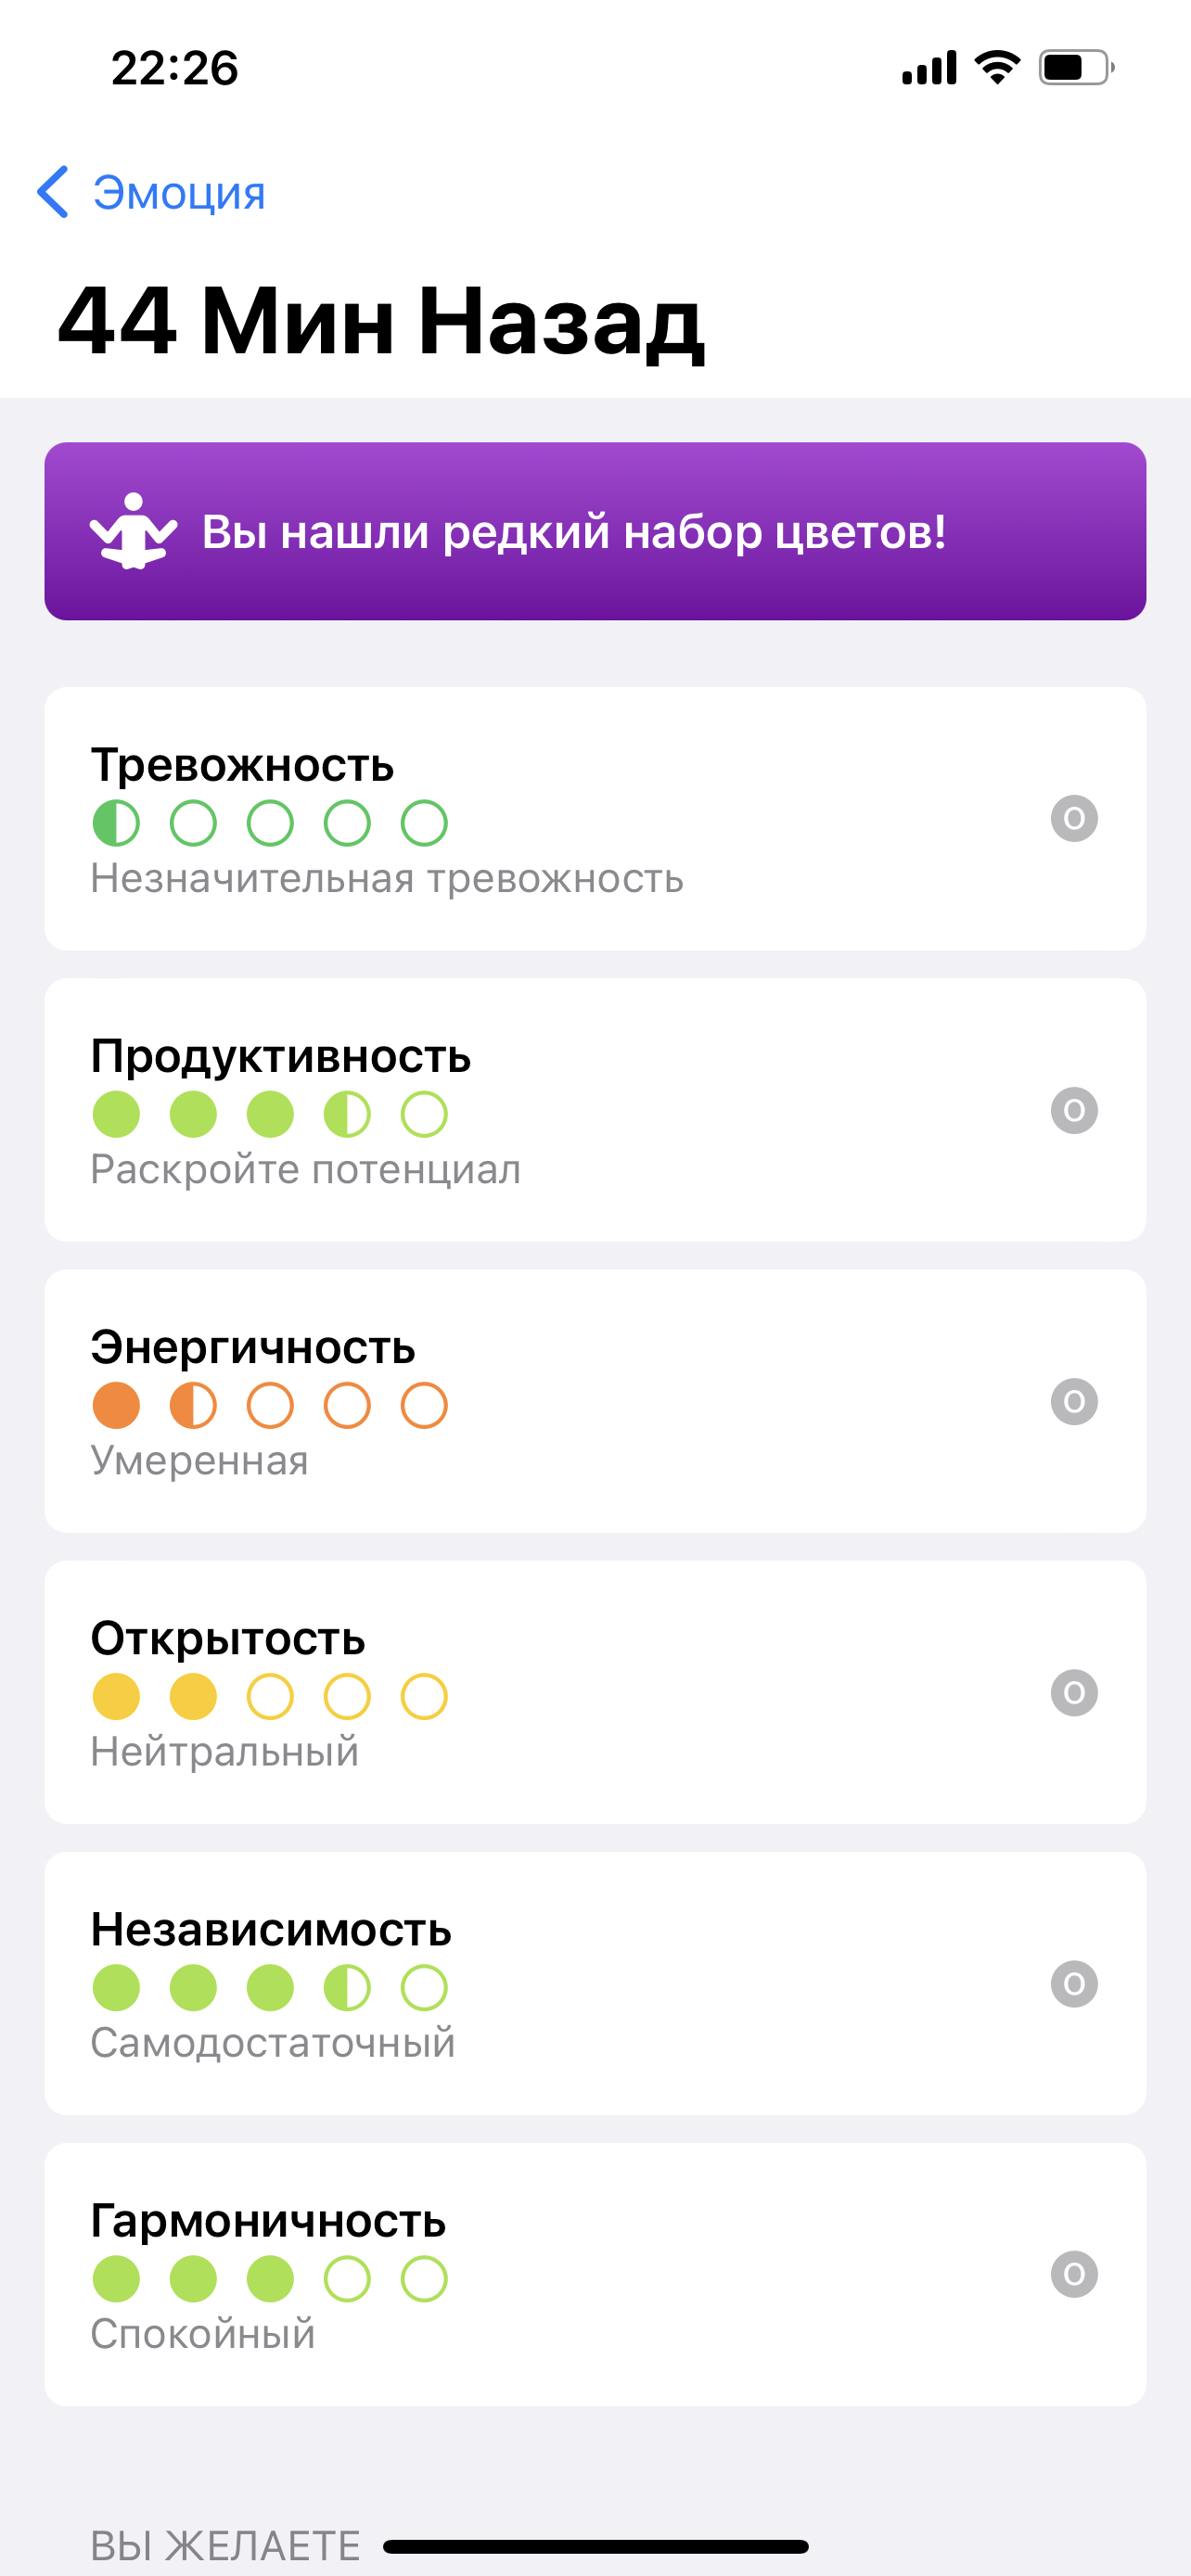 22:26
Эмоция
44 Мин Назад
Вы нашли редкий набор цветов!
Тревожность
О
Незначительная тревожность
Продуктивность
О
Раскройте потенциал
Энергичность
О
Умеренная
Открытость
О
Нейтральный
Независимость
О
Самодостаточный
Гармоничность
О
Спокойный
ВЫ ЖЕЛАЕТЕ